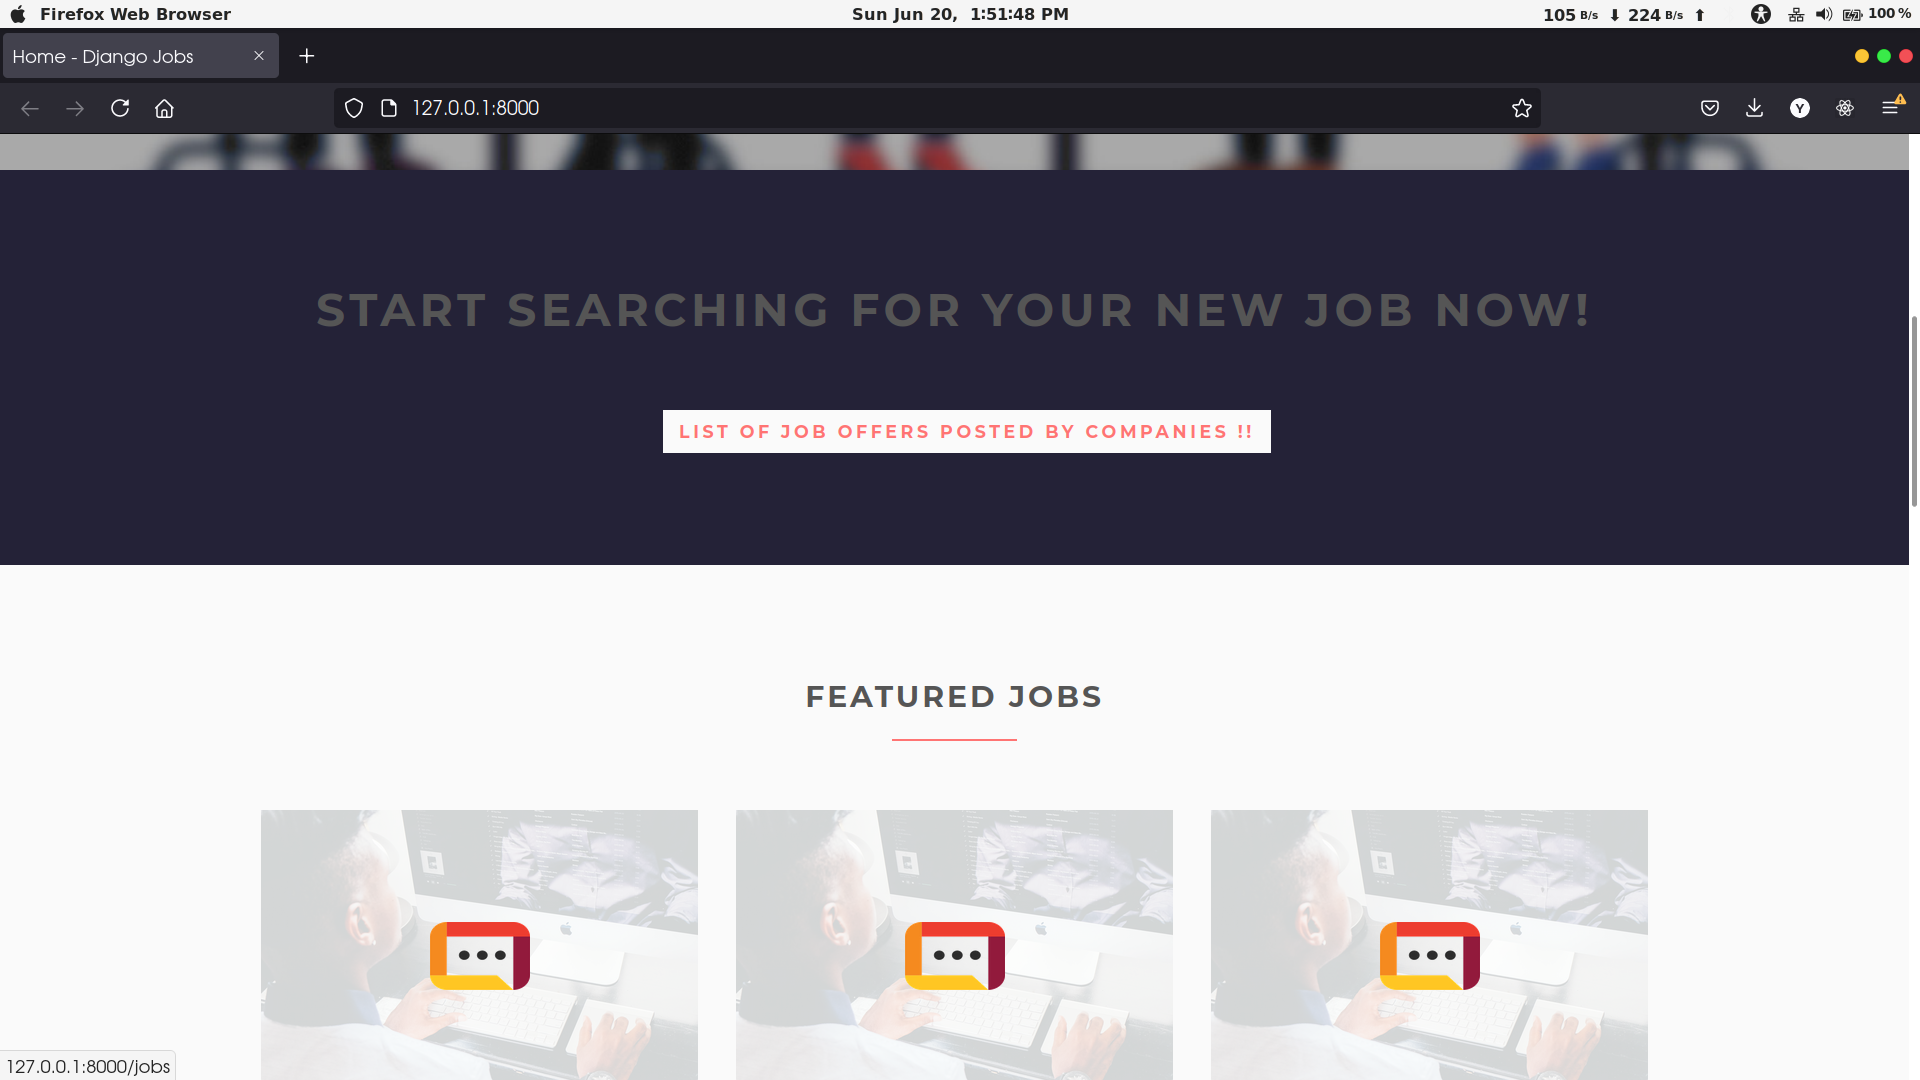 Firefox Web Browser
Sun Jun 20, 1:51:48 PM
105 B/s ⬇ 224 B/s ⬆
100 %
Home - Django Jobs
127.0.0.1:8000
Y
START SEARCHING FOR YOUR NEW JOB NOW!
LIST OF JOB OFFERS POSTED BY COMPANIES !!
FEATURED JOBS
127.0.0.1:8000/jobs